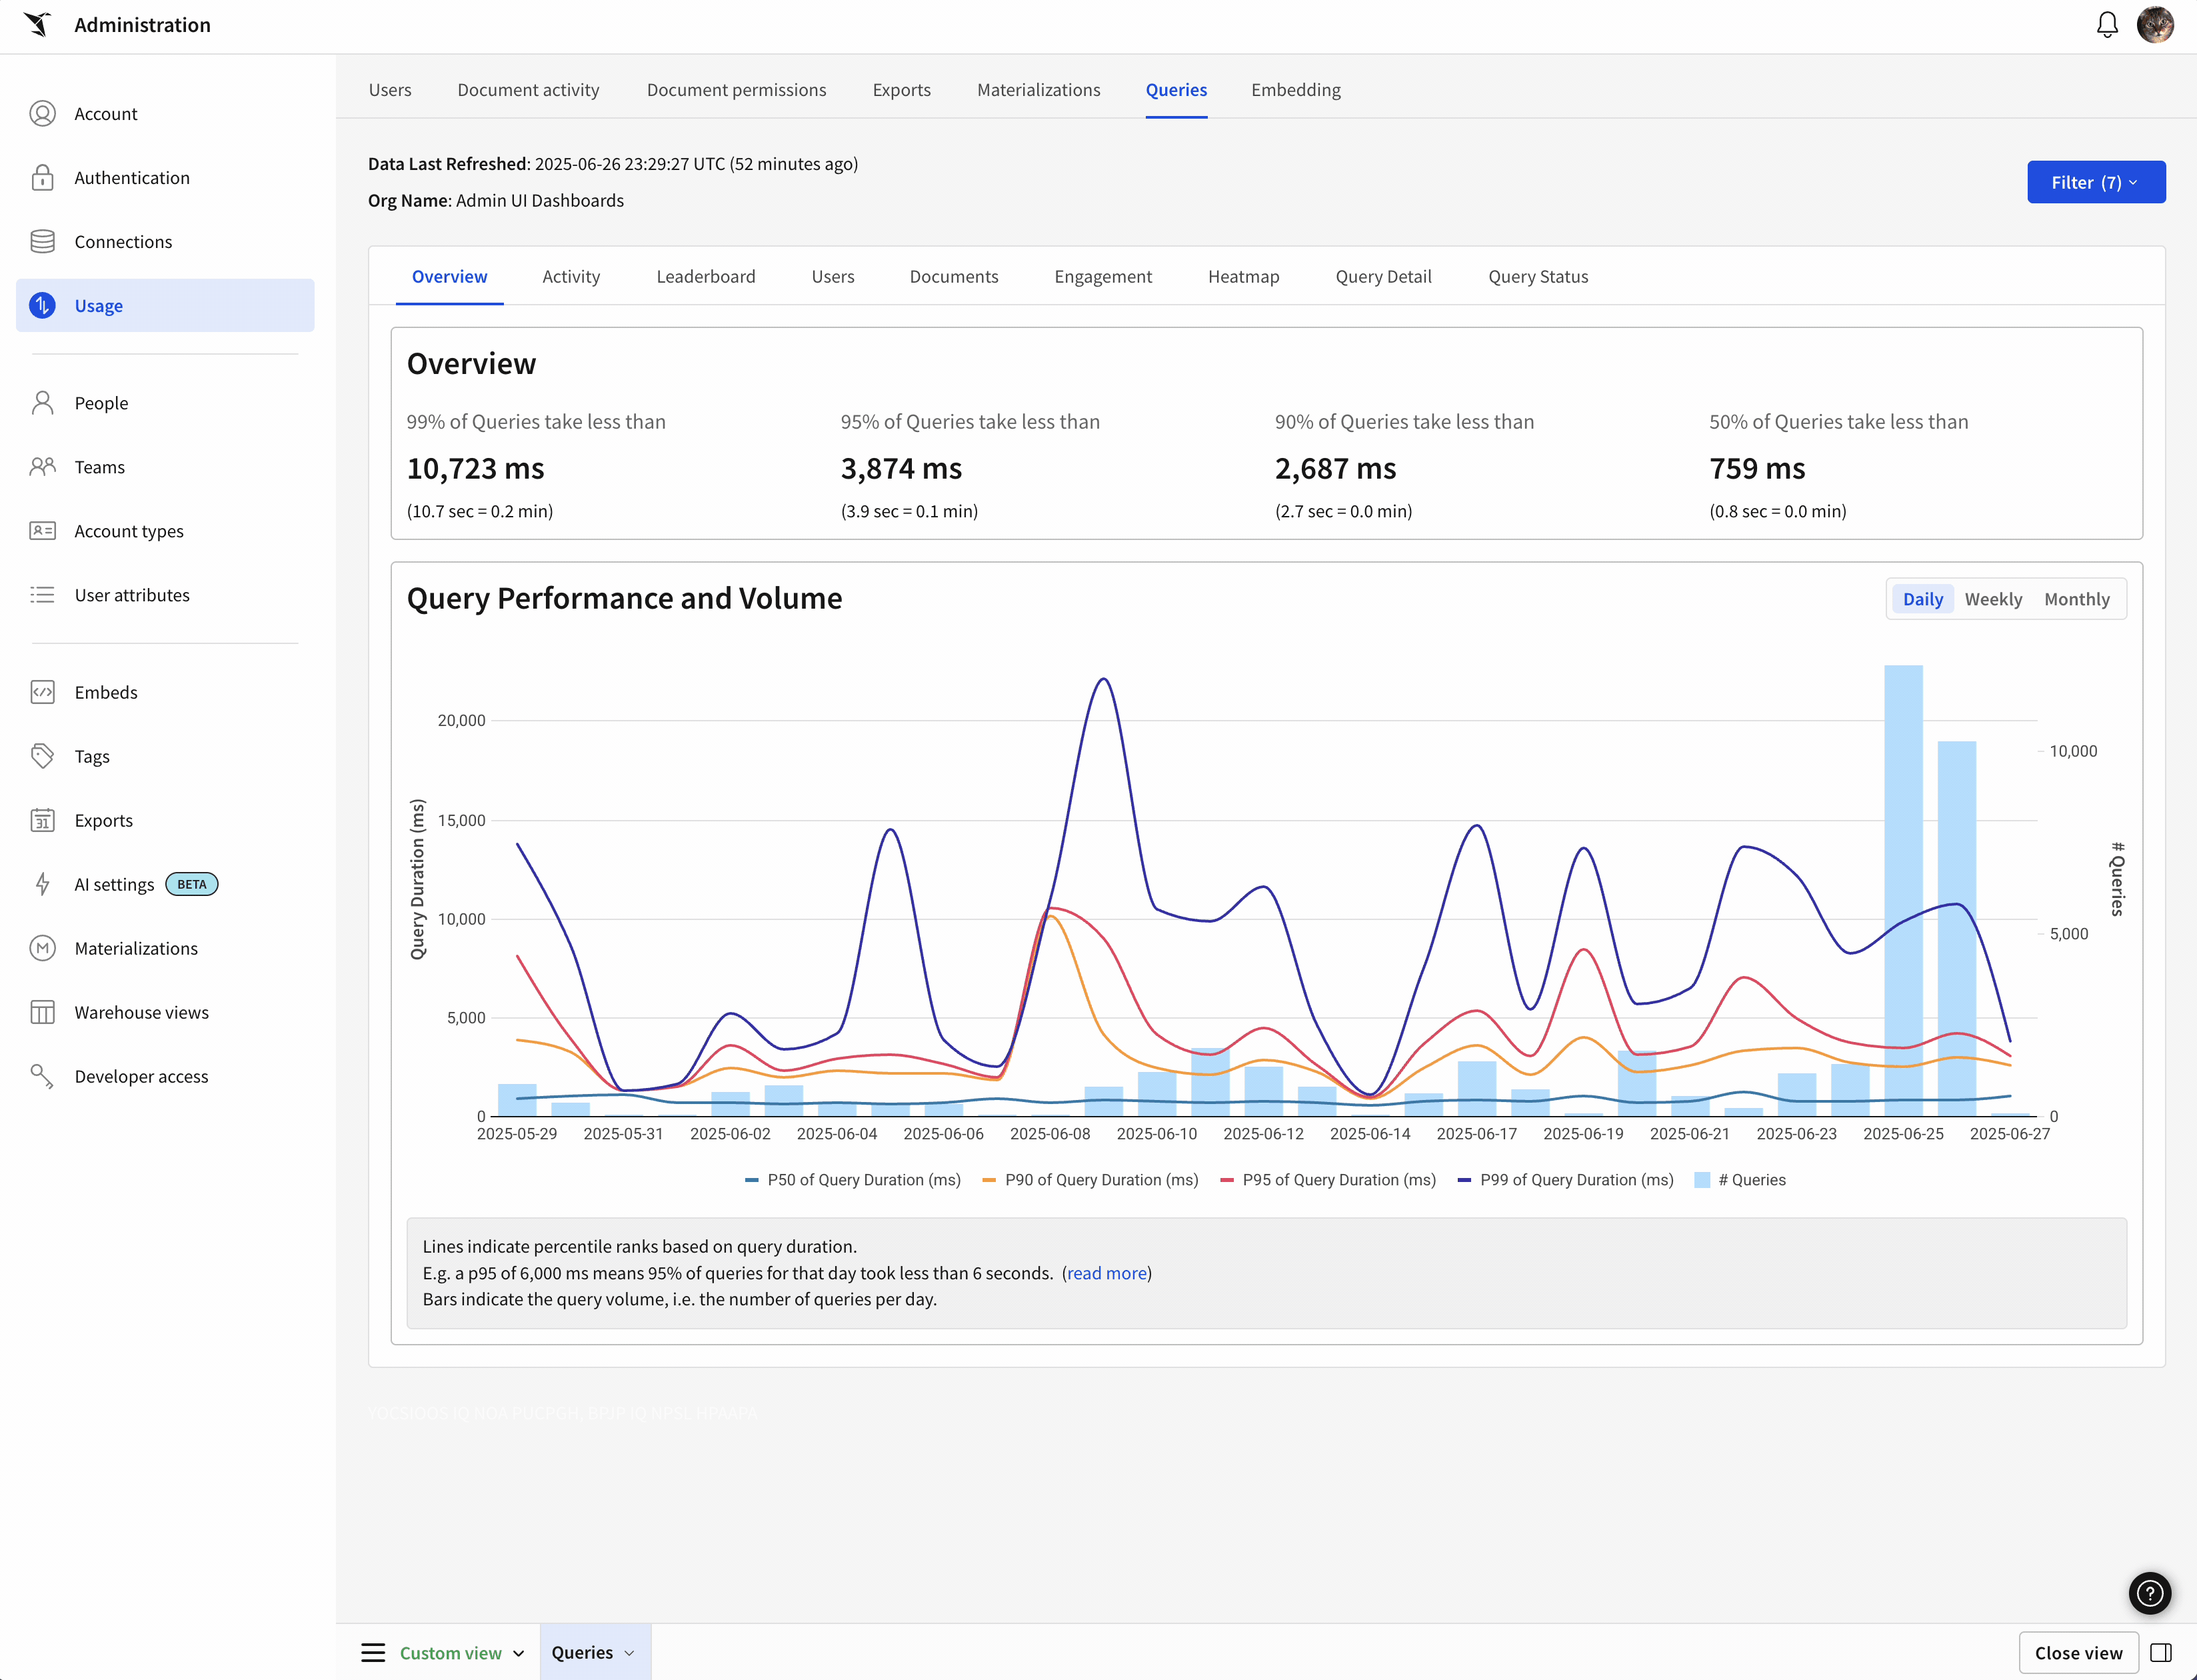 Administration
Account
Authentication
Connections
Usage
People
Teams
Account types
User attributes
Embeds
Tags
31
Exports
AI settings BETA
M
Materializations
Warehouse views
Developer access
Users Document activity Document permissions Exports Materializations Queries Embedding
Data Last Refreshed: 2025-06-26 23:29:27 UTC (52 minutes ago)
Org Name: Admin UI Dashboards
Filter (7)
Overview Activity Leaderboard Users Documents Engagement Heatmap Query Detail Query Status
Overview
99% of Queries take less than
10,723 ms
(10.7 sec = 0.2 min)
95% of Queries take less than
3,874 ms
(3.9 sec = 0.1 min)
90% of Queries take less than
2,687 ms
(2.7 sec = 0.0 min)
50% of Queries take less than
759 ms
(0.8 sec = 0.0 min)
Query Performance and Volume
Daily Weekly Monthly
Query Duration (ms)
20,000
15,000
10,000
5,000
0
10,000
5,000
0
# Queries
2025-05-29 2025-05-31 2025-06-02 2025-06-04 2025-06-06 2025-06-08 2025-06-10 2025-06-12 2025-06-14 2025-06-17 2025-06-19 2025-06-21 2025-06-23 2025-06-25 2025-06-27
P50 of Query Duration (ms) P90 of Query Duration (ms) P95 of Query Duration (ms) P99 of Query Duration (ms) # Queries
Lines indicate percentile ranks based on query duration.
E.g. a p95 of 6,000 ms means 95% of queries for that day took less than 6 seconds. (read more)
Bars indicate the query volume, i.e. the number of queries per day.
?
Custom view Queries
Close view